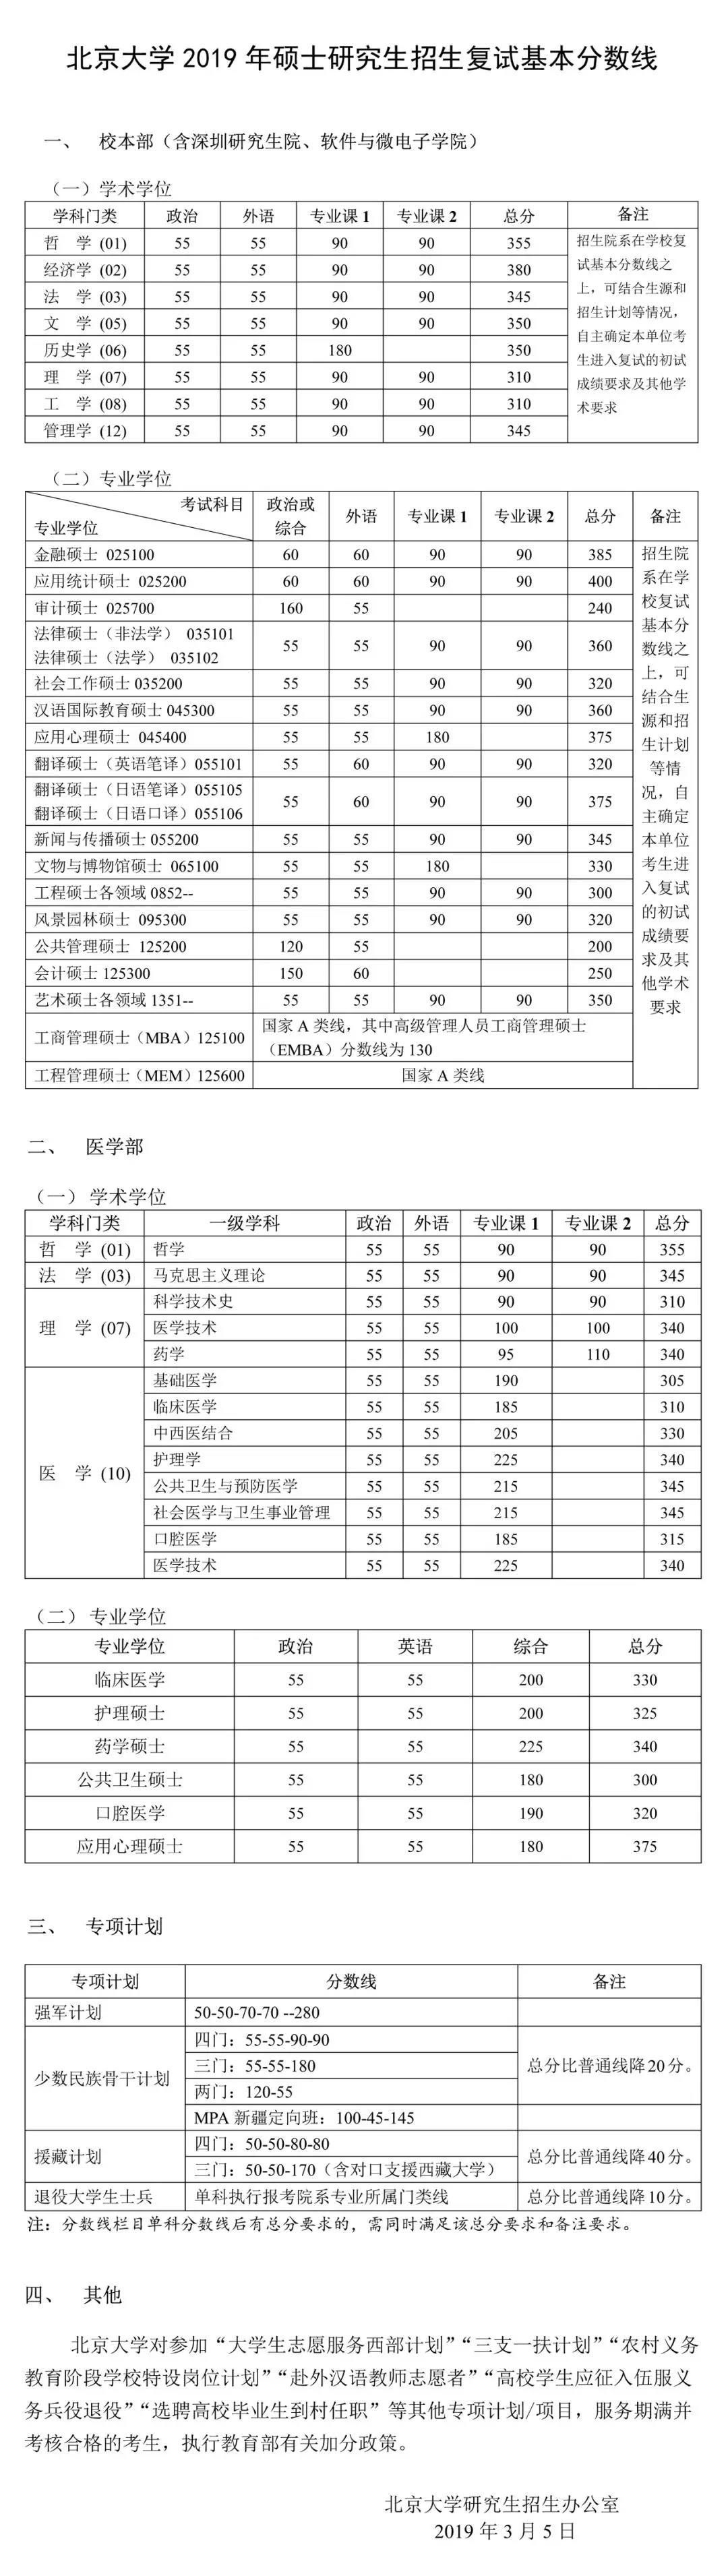 北京大学 2019 年硕士研究生招生复试基本分数线
一、 校本部（含深圳研究生院、软件与微电子学院）
（一）学术学位
学科门类 政治 外语 专业课 1 专业课 2 总分 备注
哲 学 (01) 55 55 90 90 355
经济学 (02) 55 55 90 90 380
法 学 (03) 55 55 90 90 345
文 学 (05) 55 55 90 90 350
历史学 (06) 55 55 180 350
理 学 (07) 55 55 90 90 310
工 学 (08) 55 55 90 90 310
管理学 (12) 55 55 90 90 345
招生院系在学校复
试基本分数线之
上，可结合生源和
招生计划等情况，
自主确定本单位考
生进入复试的初试
成绩要求及其他学
术要求
（二）专业学位
考试科目
专业学位
政治或
综合
外语 专业课 1 专业课 2 总分 备注
金融硕士 025100 60 60 90 90 385
应用统计硕士 025200 60 60 90 90 400
审计硕士 025700 160 55 240
法律硕士（非法学） 035101
法律硕士（法学） 035102
55 55 90 90 360
社会工作硕士 035200 55 55 90 90 320
汉语国际教育硕士 045300 55 55 90 90 360
应用心理硕士 045400 55 55 180 375
翻译硕士（英语笔译）055101 55 60 90 90 320
翻译硕士（日语笔译）055105
翻译硕士（日语口译）055106
55 60 90 90 375
新闻与传播硕士 055200 55 55 90 90 345
文物与博物馆硕士 065100 55 55 180 330
工程硕士各领域 0852-- 55 55 90 90 300
风景园林硕士 095300 55 55 90 90 320
公共管理硕士 125200 120 55 200
会计硕士 125300 150 60 250
艺术硕士各领域 1351-- 55 55 90 90 350
工商管理硕士（MBA）125100
国家 A 类线，其中高级管理人员工商管理硕士
（EMBA）分数线为 130
工程管理硕士（MEM）125600 国家 A 类线
招生院
系在学
校复试
基本分
数线之
上，可
结合生
源和招
生计划
等情
况，自
主确定
本单位
考生进
入复试
的初试
成绩要
求及其
他学术
要求
二、 医学部
（一） 学术学位
学科门类 一级学科 政治 外语 专业课 1 专业课 2 总分
哲 学 (01) 哲学 55 55 90 90 355
法 学 (03) 马克思主义理论 55 55 90 90 345
理 学 (07)
科学技术史 55 55 90 90 310
医学技术 55 55 100 100 340
药学 55 55 95 110 340
医 学 (10)
基础医学 55 55 190 305
临床医学 55 55 185 310
中西医结合 55 55 205 330
护理学 55 55 225 340
公共卫生与预防医学 55 55 215 345
社会医学与卫生事业管理 55 55 215 345
口腔医学 55 55 185 315
医学技术 55 55 225 340
（二） 专业学位
专业学位 政治 英语 综合 总分
临床医学 55 55 200 330
护理硕士 55 55 200 325
药学硕士 55 55 225 340
公共卫生硕士 55 55 180 300
口腔医学 55 55 190 320
应用心理硕士 55 55 180 375
三、 专项计划
专项计划 分数线 备注
强军计划 50-50-70-70 --280
少数民族骨干计划
四门：55-55-90-90
三门：55-55-180
两门：120-55
总分比普通线降20分。
MPA 新疆定向班：100-45-145
援藏计划
四门：50-50-80-80
三门：50-50-170（含对口支援西藏大学）
总分比普通线降40分。
退役大学生士兵 单科执行报考院系专业所属门类线 总分比普通线降10分。
注：分数线栏目单科分数线后有总分要求的，需同时满足该总分要求和备注要求。
四、 其他
北京大学对参加“大学生志愿服务西部计划”“三支一扶计划”“农村义务
教育阶段学校特设岗位计划”“赴外汉语教师志愿者”“高校学生应征入伍服义
务兵役退役”“选聘高校毕业生到村任职”等其他专项计划/项目，服务期满并
考核合格的考生，执行教育部有关加分政策。
北京大学研究生招生办公室
2019 年 3 月 5 日